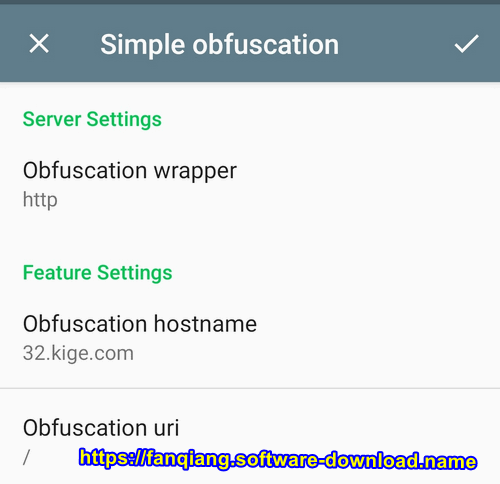 Simple obfuscation
Server Settings
Obfuscation wrapper
http
Feature Settings
Obfuscation hostname
32.kige.com
Obfuscation uri
/
https://fanqiang.software-download.name